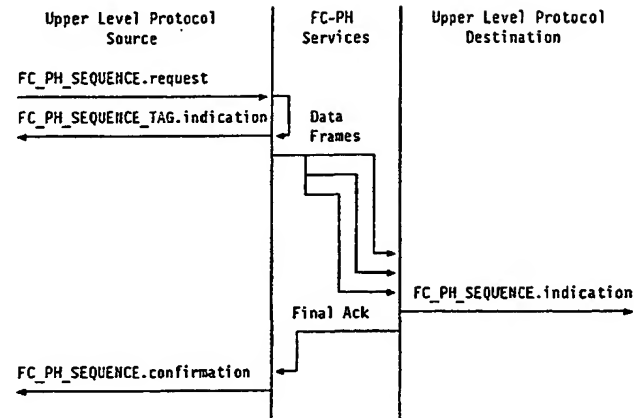 Upper Level Protocol
Source
FC-PH
Services
Upper Level Protocol
Destination
FC_PH_SEQUENCE.request
FC_PH_SEQUENCE_TAG.indication
Data
Frames
FC_PH_SEQUENCE.indication
Final Ack
FC_PH_SEQUENCE.confirmation